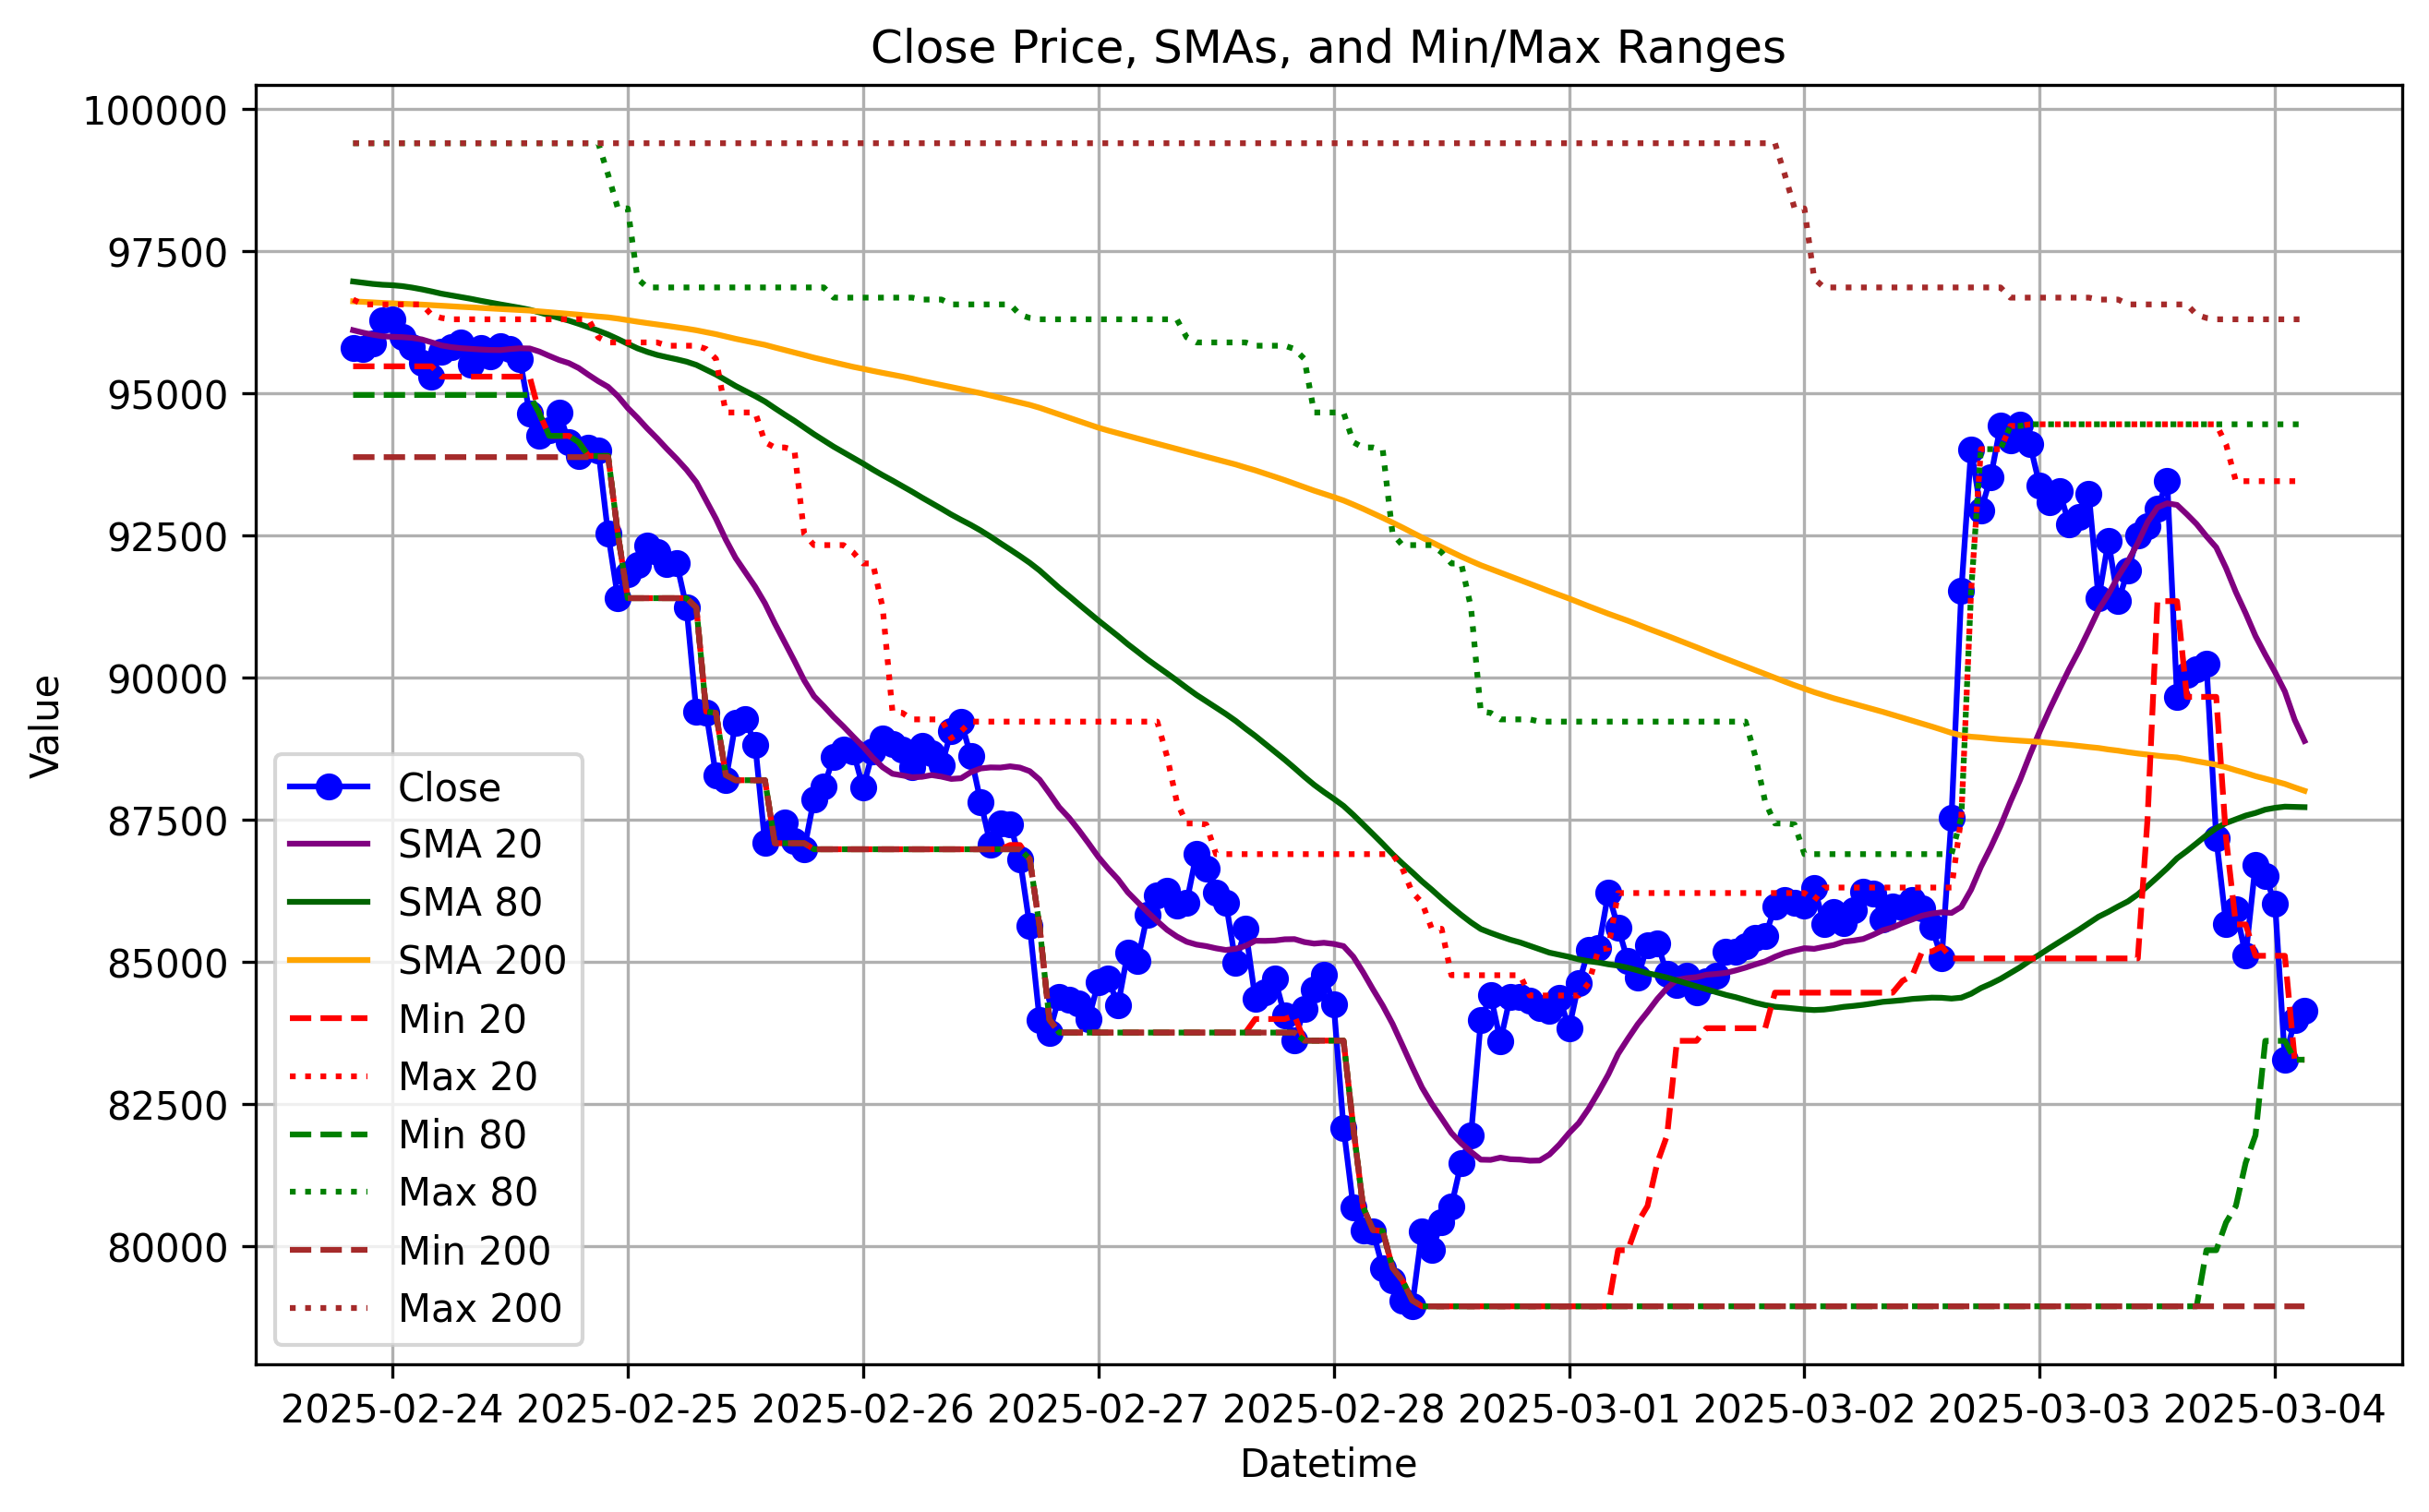 Close Price, SMAs, and Min/Max Ranges
Value
100000
97500
95000
92500
90000
87500
85000
82500
80000
Close
SMA 20
SMA 80
SMA 200
Min 20
Max 20
Min 80
Max 80
Min 200
Max 200
2025-02-24 2025-02-25 2025-02-26 2025-02-27 2025-02-28 2025-03-01 2025-03-02 2025-03-03 2025-03-04
Datetime